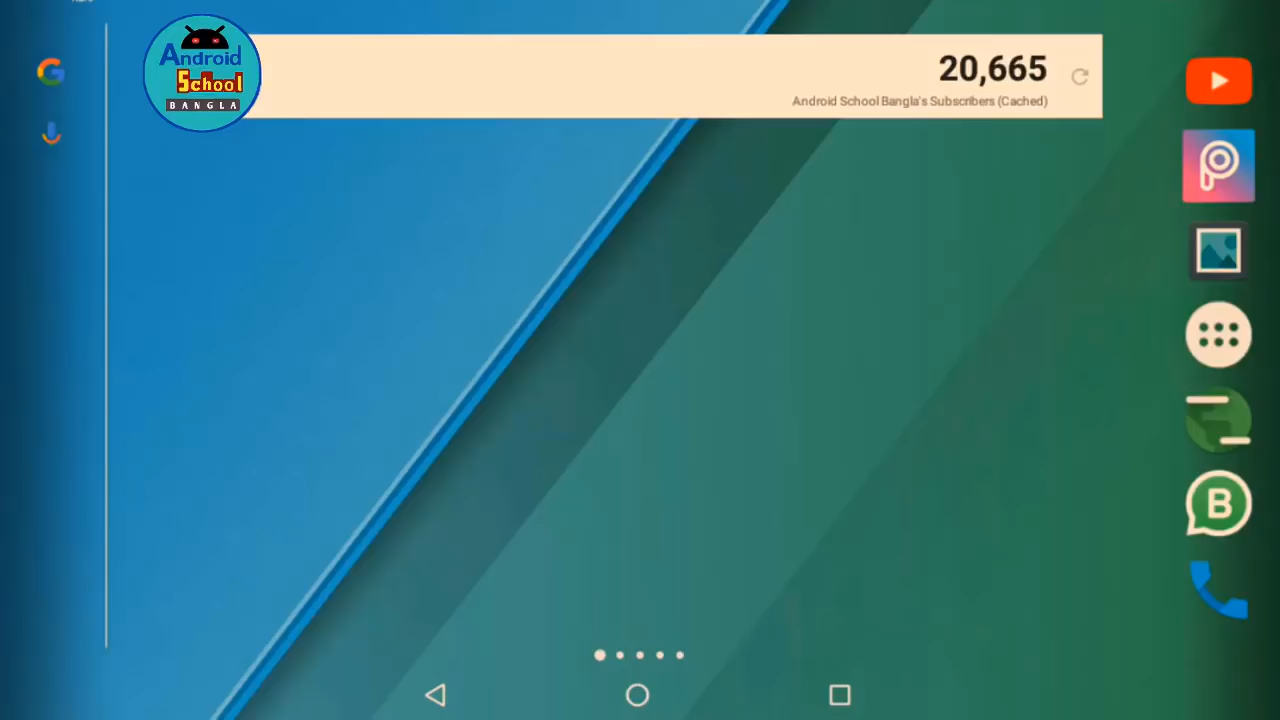 Android
School
BANGLA
20,665
Android School Bangla's Subscribers (Cached)
B